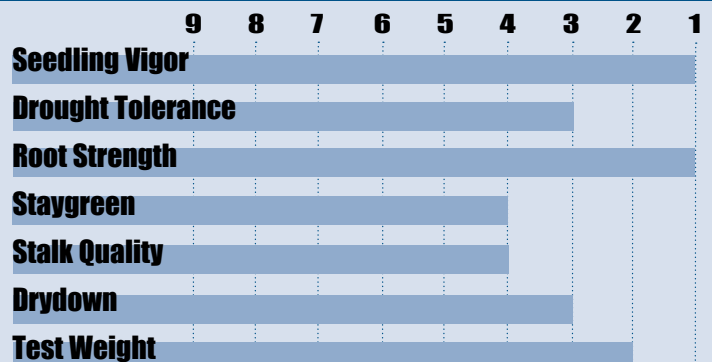 9 8 7 6 5 4 3 2 1
Seedling Vigor
Drought Tolerance
Root Strength
Staygreen
Stalk Quality
Drydown
Test Weight